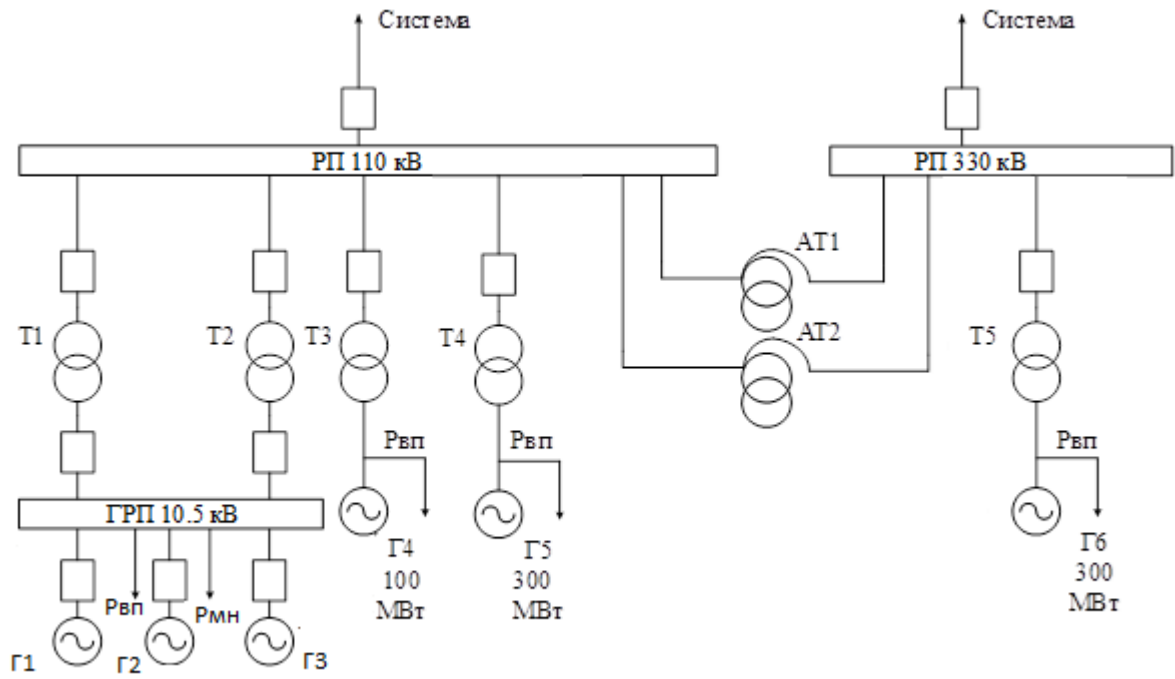 Система
Система
РП 110 кВ
РП 330 кВ
АТ1
Т1
Т2
Т3
Т4
АТ2
Т5
Рвп
Рвп
Рвп
ГРП 10.5 кВ
Г4
100
МВт
Г5
300
МВт
Г6
300
МВт
Рвп
Рмн
Г1
Г2
Г3